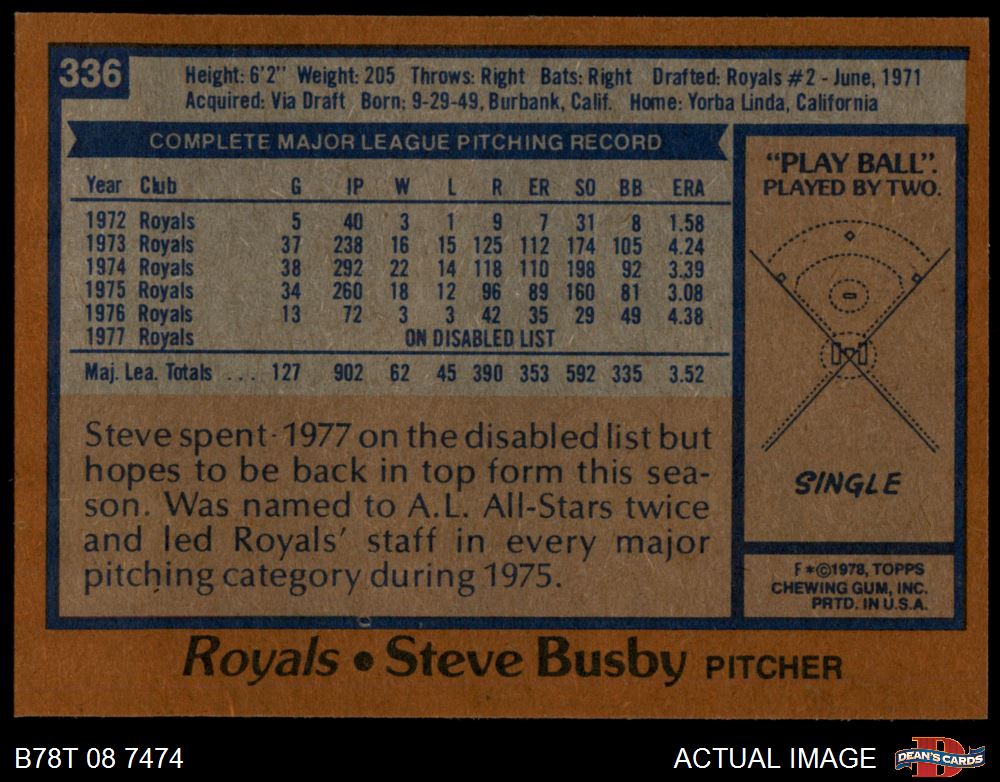 336
Height: 6'2" Weight: 205 Throws: Right Bats: Right Drafted: Royals #2 - June, 1971
Acquired: Via Draft Born: 9-29-49, Burbank, Calif. Home: Yorba Linda, California
COMPLETE MAJOR LEAGUE PITCHING RECORD
Year Club G IP W L R ER SO BB ERA
1972 Royals 5 40 3 1 9 7 31 8 1.58
1973 Royals 37 238 16 15 125 112 174 105 4.24
1974 Royals 38 292 22 14 118 110 198 92 3.39
1975 Royals 34 260 18 12 96 89 160 81 3.08
1976 Royals 13 72 3 3 42 35 29 49 4.38
1977 Royals ON DISABLED LIST
Maj. Lea. Totals ... 127 902 62 45 390 353 592 335 3.52
Steve spent 1977 on the disabled list but
hopes to be back in top form this sea-
son. Was named to A.L. All-Stars twice
and led Royals' staff in every major
pitching category during 1975.
"PLAY BALL".
PLAYED BY TWO.
SINGLE
F*©1978, TOPPS
CHEWING GUM, INC.
PRTD. IN U.S.A.
Royals • Steve Busby PITCHER
B78T 08 7474
ACTUAL IMAGE
D
DEAN'S CARDS